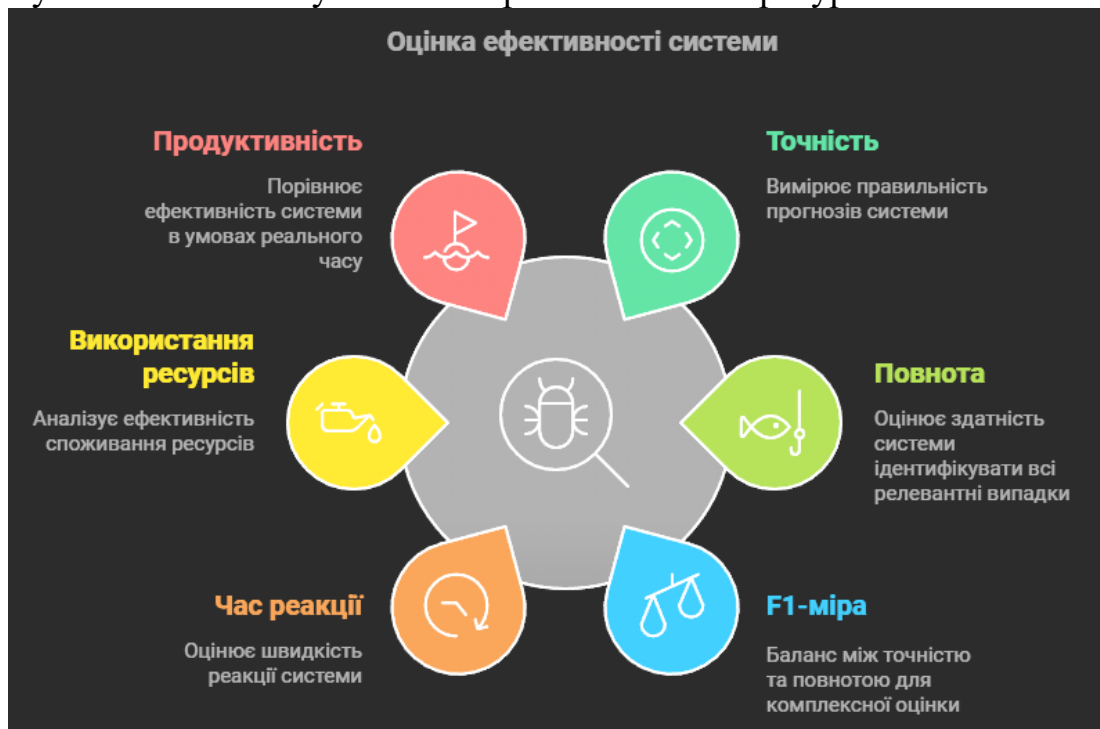 Оцінка ефективності системи
Продуктивність
Порівнює
ефективність системи
в умовах реального
часу
Точність
Вимірює правильність
прогнозів системи
Використання
ресурсів
Аналізує ефективність
споживання ресурсів
Повнота
Оцінює здатність
системи
ідентифікувати всі
релевантні випадки
Час реакції
Оцінює швидкість
реакції системи
F1-міра
Баланс між точністю
та повнотою для
комплексної оцінки